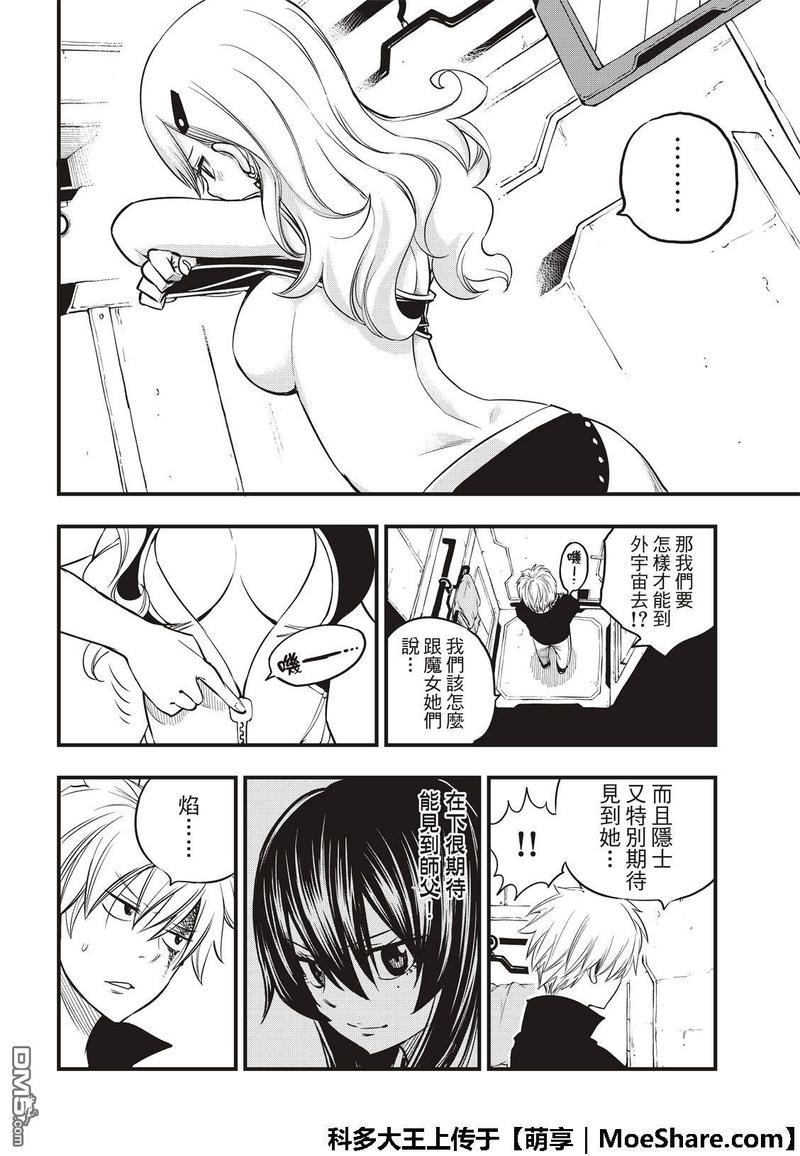 ……
那我們要
怎樣才能到
外宇宙去!?
嘰—
我們該怎麼
跟魔女她們
說…
嘰——…
而且隱士
又特別期待
見到她…
!!
在下很期待
能見到師父！
焰……
DM5.com
科多大王上传于【萌享｜MoeShare.com】